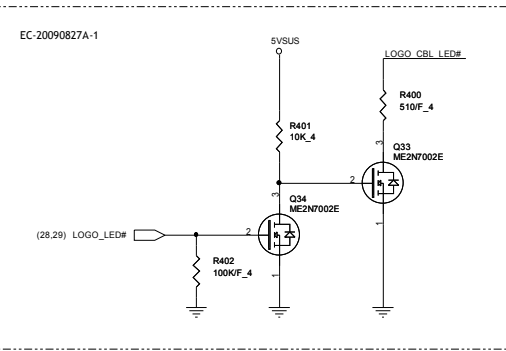 EC-20090827A-1
5VSUS
LOGO_CBL_LED#
R400
510/F_4
R401
10K_4
3
Q33
ME2N7002E
2
3
Q34
ME2N7002E
1
(28,29) LOGO_LED#
2
R402
100K/F_4
1